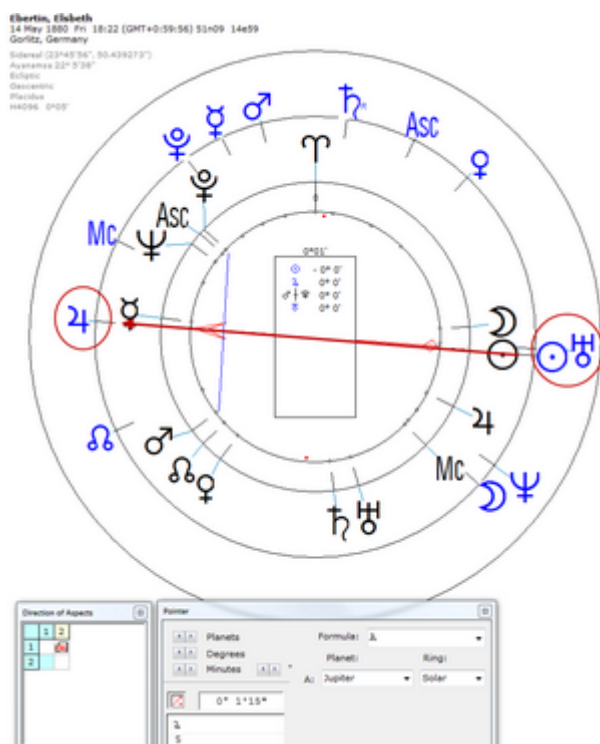 Ebertin, Elsbeth
14 May 1880 Fri 18:22 (GMT+0:59:56) 51n09 14e59
Gorlitz, Germany
Sidereal (23°45'56", 50.439273")
Ayanamsa 22° 5'38"
Ecliptic
Geocentric
Placidus
H4096 0°05'
Asc
Asc
Mc
Mc
0
0°01'
☉ - 0° 0'
♃ 0° 0'
0° 0'
0° 0'
Direction of Aspects
1 2
1
2
Pointer
Planets
Degrees
Minutes
Formula: ♃
Planet: Ring:
A: Jupiter Solar
0° 1'15"
♃